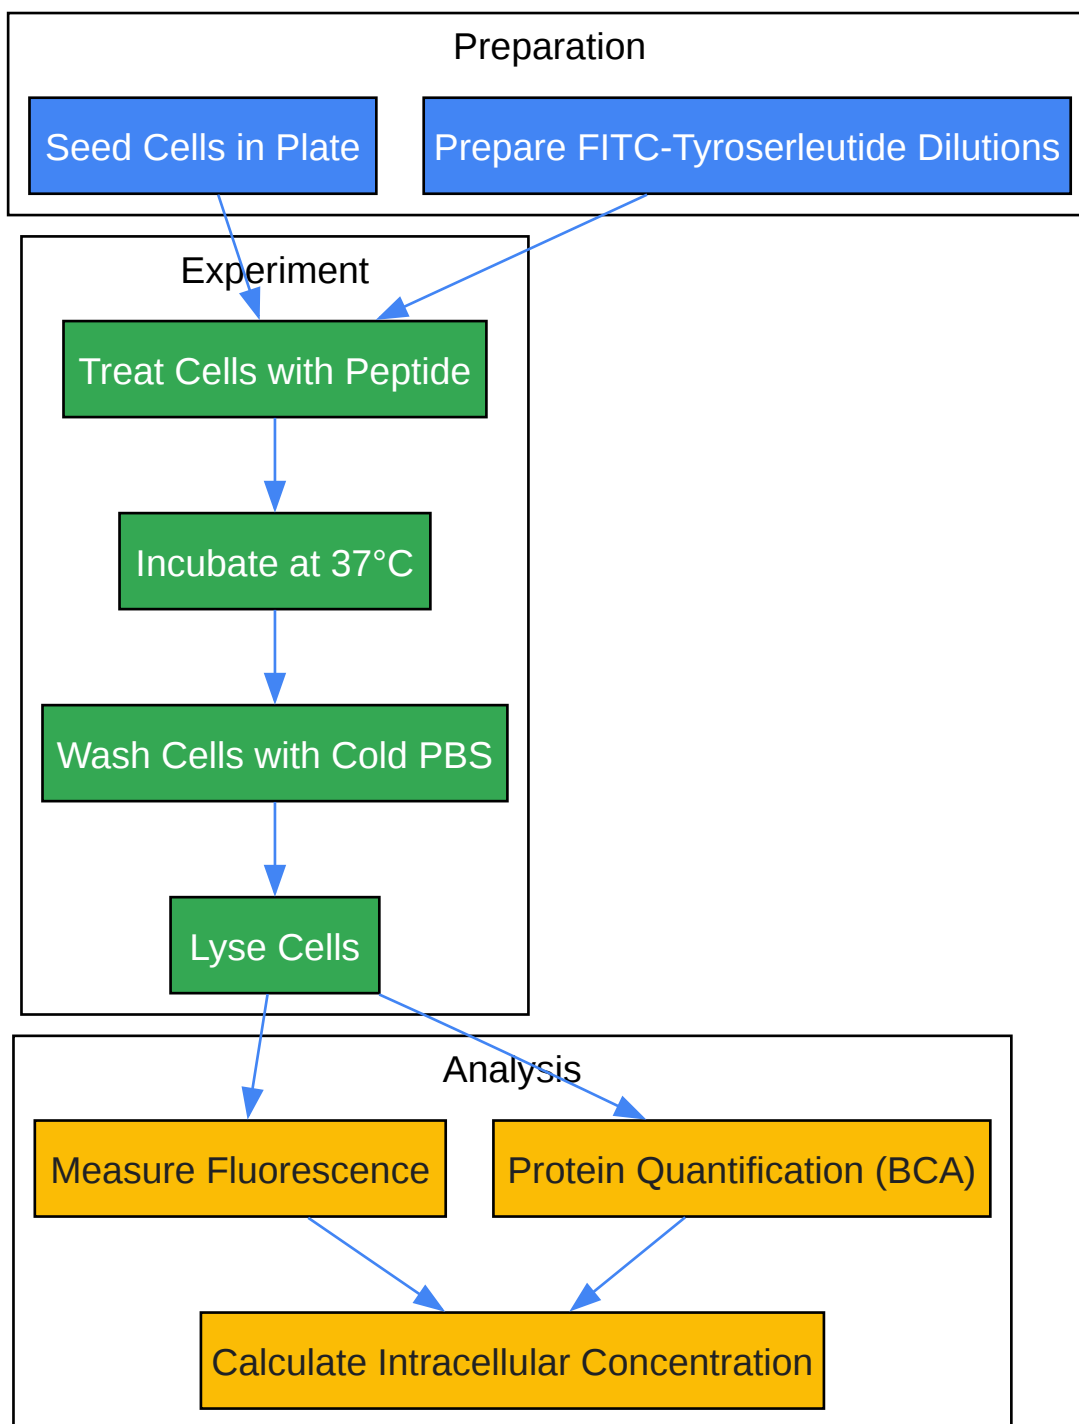 Preparation
Seed Cells in Plate
Prepare FITC-Tyroserleutide Dilutions
Experiment
Treat Cells with Peptide
Incubate at 37°C
Wash Cells with Cold PBS
Lyse Cells
Analysis
Measure Fluorescence
Protein Quantification (BCA)
Calculate Intracellular Concentration